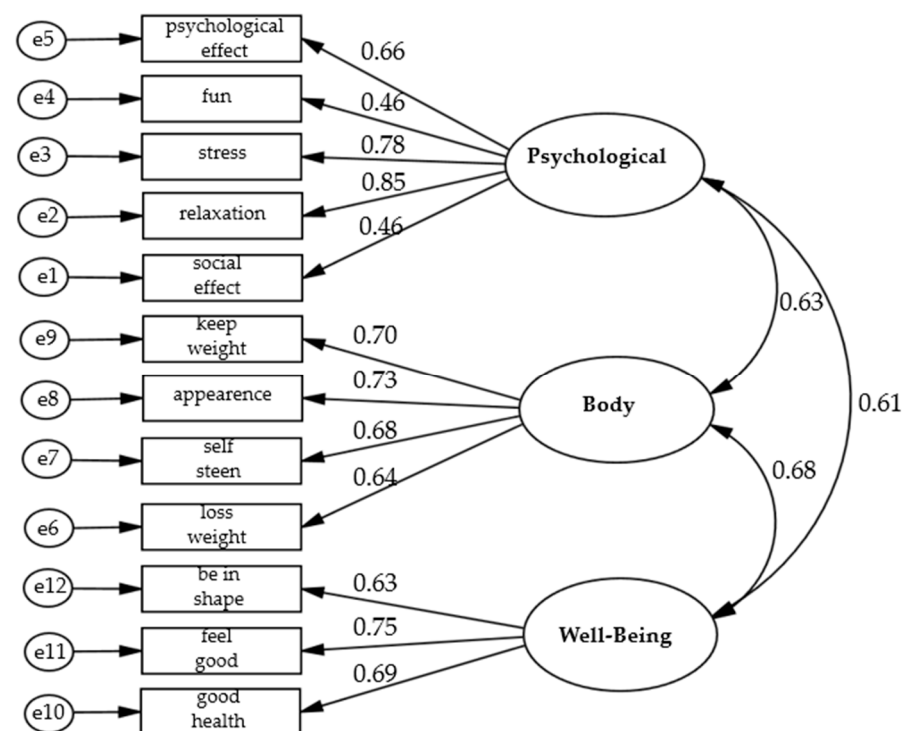 e5
psychological
effect
0.66
e4
fun
0.46
e3
stress
0.78
Psychological
e2
relaxation
0.85
e1
social
effect
0.46
0.63
e9
keep
weight
0.70
e8
appearence
0.73
Body
0.61
e7
self
steen
0.68
0.68
e6
loss
weight
0.64
e12
be in
shape
0.63
e11
feel
good
0.75
Well-Being
e10
good
health
0.69